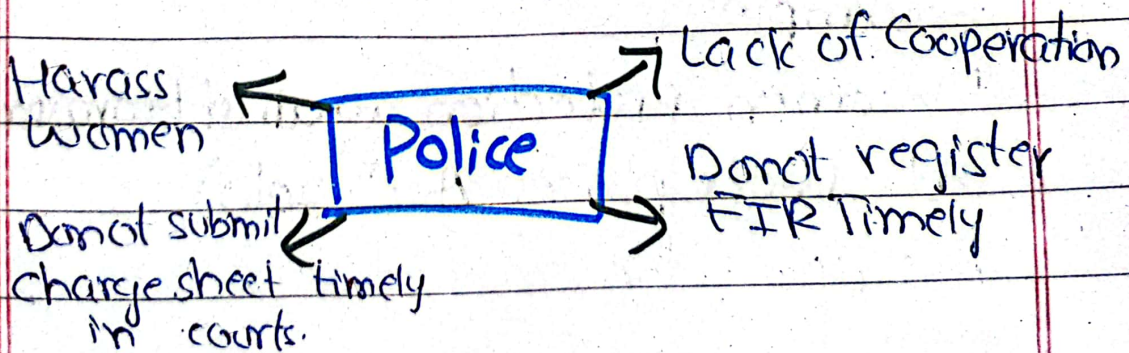 Harass
women
Police
Lack of Cooperation
Donot register
FIR Timely
Donot submit
charge sheet timely
in courts.